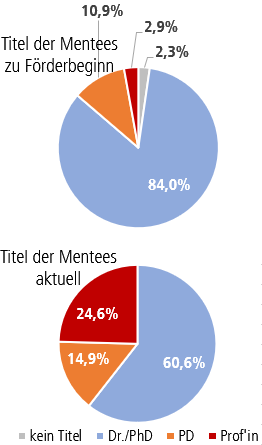 10,9%
2,9%
2,3%
Titel der Mentees
zu Förderbeginn
84,0%
Titel der Mentees
aktuell
24,6%
14,9%
60,6%
kein Titel Dr./PhD PD Prof'in